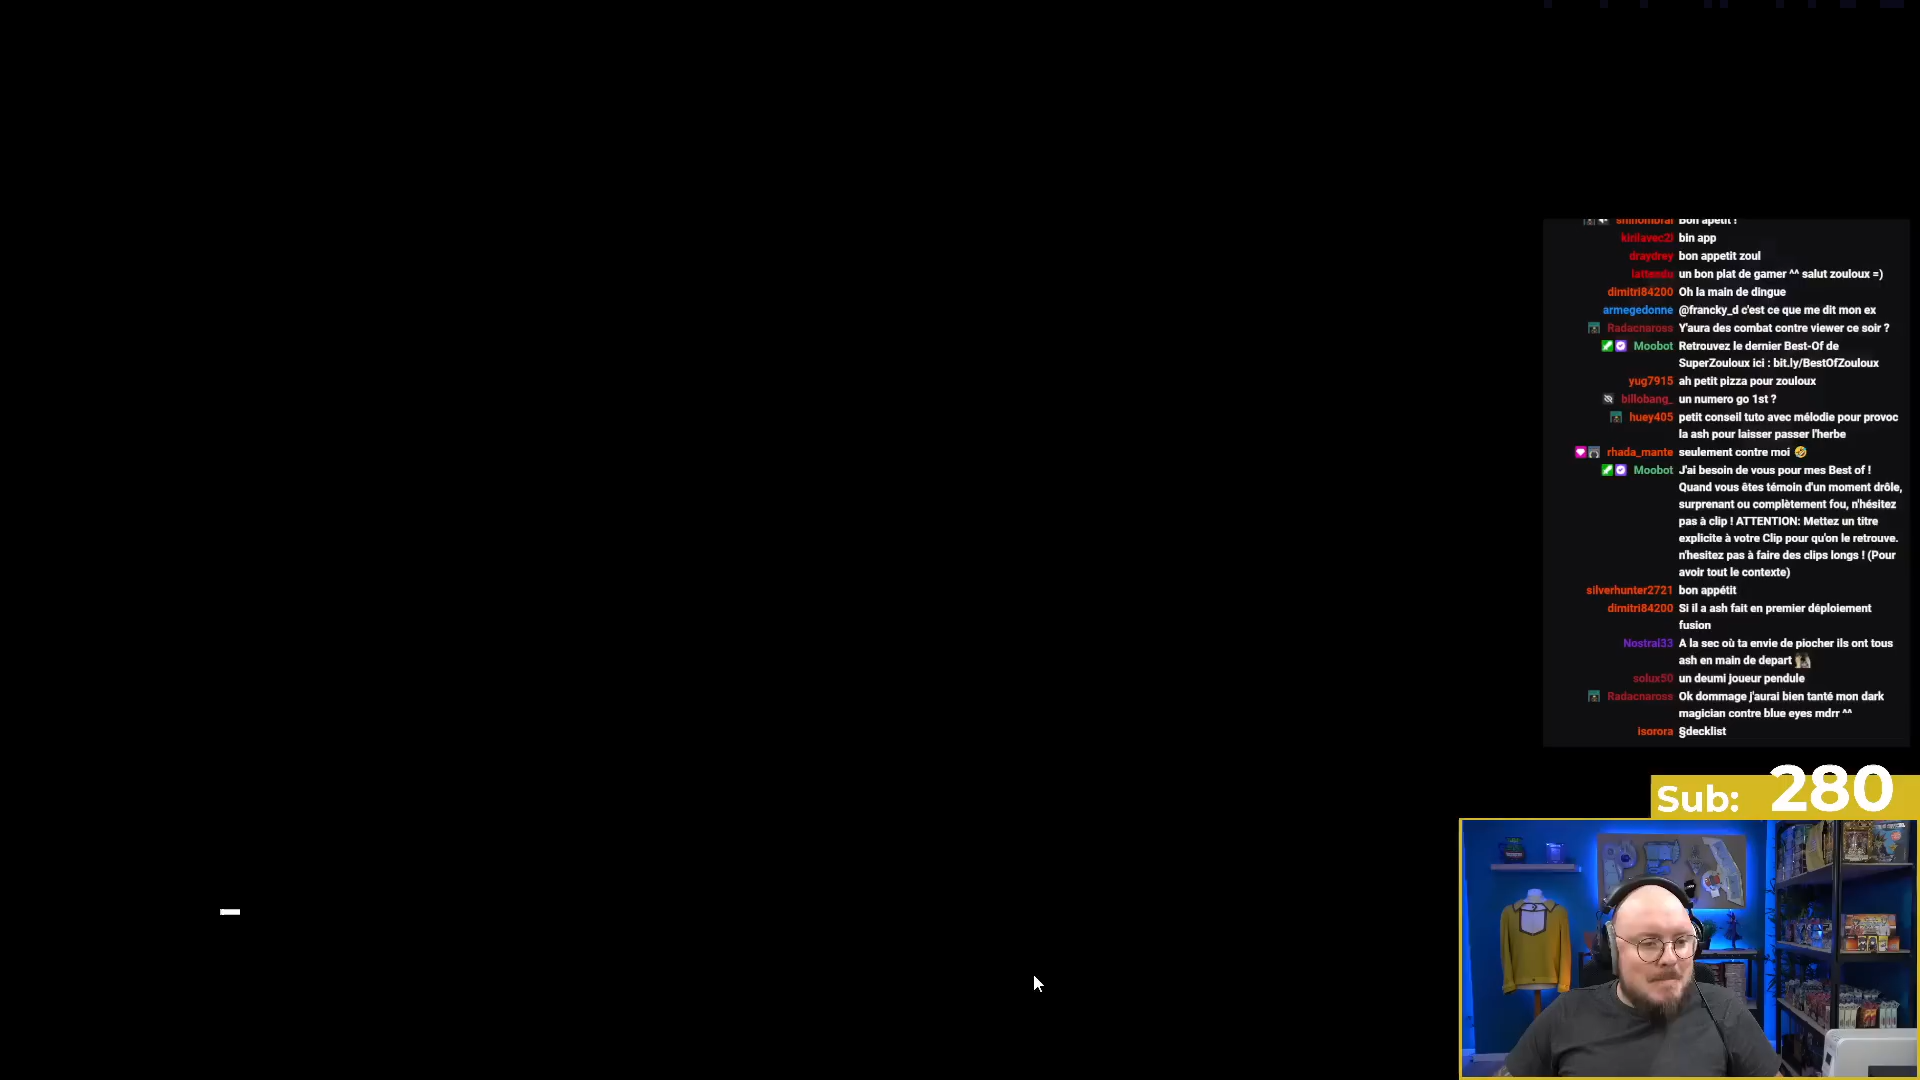 shinombral Bon apetit !
kirilavec2l bin app
draydrey bon appetit zoul
lattendu un bon plat de gamer ^^ salut zouloux =)
dimitri84200 Oh la main de dingue
armegedonne @francky_d c'est ce que me dit mon ex
Radacnaross Y'aura des combat contre viewer ce soir ?
Moobot Retrouvez le dernier Best-Of de
SuperZouloux ici : bit.ly/BestOfZouloux
yug7915 ah petit pizza pour zouloux
billobang_ un numero go 1st ?
huey405 petit conseil tuto avec mélodie pour provoc
la ash pour laisser passer l'herbe
rhada_mante seulement contre moi 🤣
Moobot J'ai besoin de vous pour mes Best of !
Quand vous êtes témoin d'un moment drôle,
surprenant ou complètement fou, n'hésitez
pas à clip ! ATTENTION: Mettez un titre
explicite à votre Clip pour qu'on le retrouve.
n'hesitez pas à faire des clips longs ! (Pour
avoir tout le contexte)
silverhunter2721 bon appétit
dimitri84200 Si il a ash fait en premier déploiement
fusion
Nostral33 A la sec où ta envie de piocher ils ont tous
ash en main de depart
solux50 un deumi joueur pendule
Radacnaross Ok dommage j'aurai bien tanté mon dark
magician contre blue eyes mdrr ^^
isorora §decklist
Sub: 280